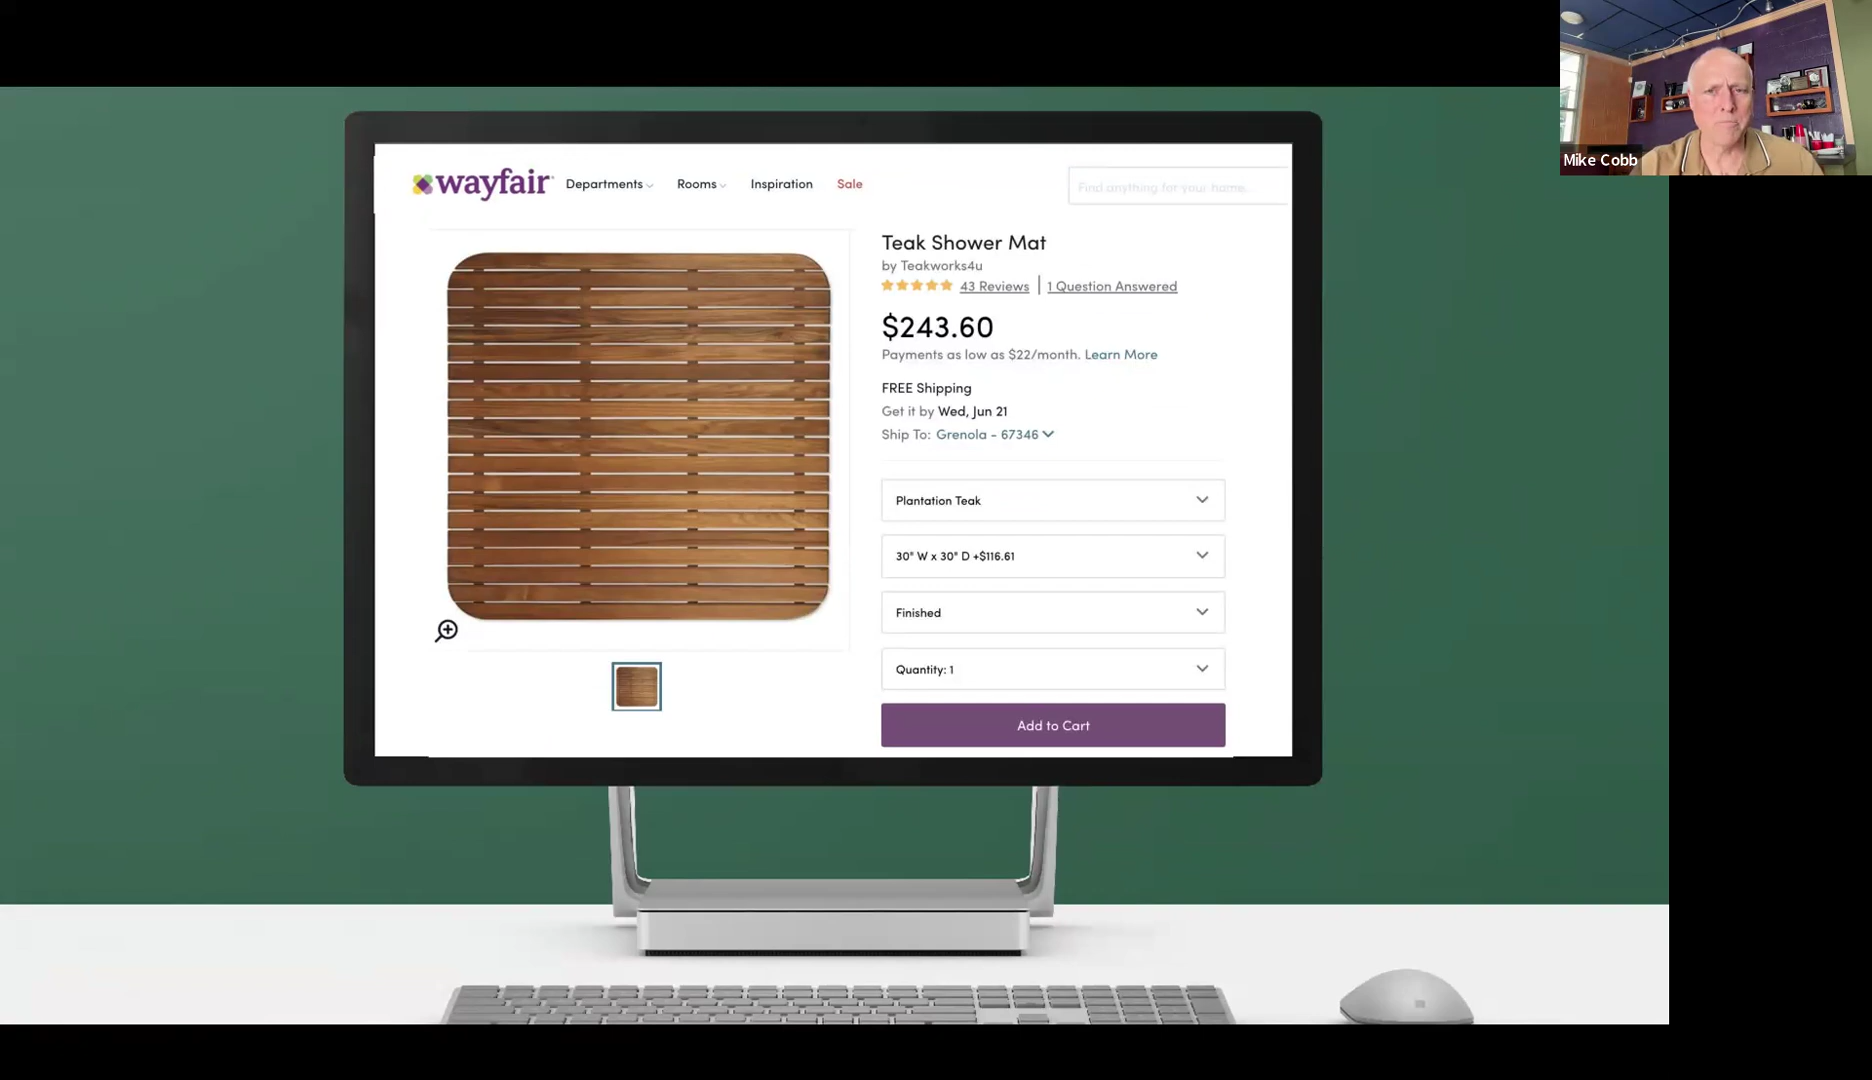 Mike Cobb
wayfair
Departments
Rooms
Inspiration
Sale
Find anything for your home...
Teak Shower Mat
by Teakworks4u
43 Reviews
1 Question Answered
$243.60
Payments as low as $22/month. Learn More
FREE Shipping
Get it by Wed, Jun 21
Ship To: Grenola - 67346
Plantation Teak
30" W x 30" D +$116.61
Finished
Quantity: 1
Add to Cart